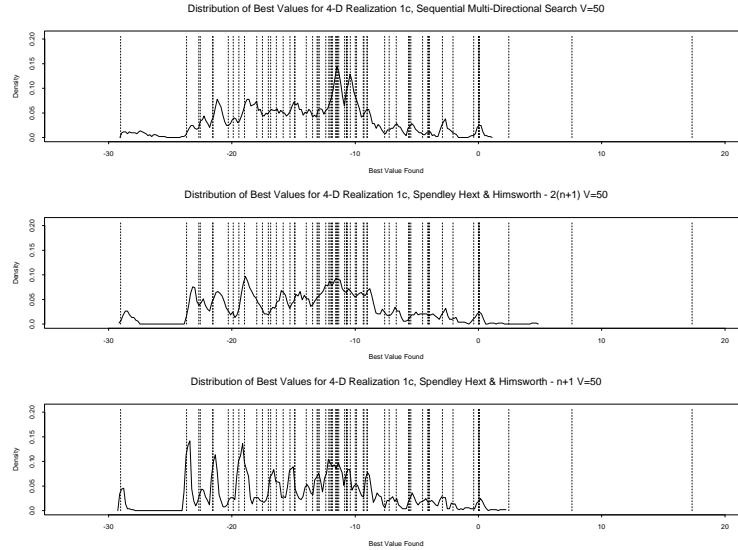 Distribution of Best Values for 4-D Realization 1c, Sequential Multi-Directional Search V=50
Density
0.0 0.05 0.10 0.15 0.20
-30 -20 -10 0 10 20
Best Value Found
Distribution of Best Values for 4-D Realization 1c, Spendley Hext & Himsworth - 2(n+1) V=50
Density
0.0 0.05 0.10 0.15 0.20
-30 -20 -10 0 10 20
Best Value Found
Distribution of Best Values for 4-D Realization 1c, Spendley Hext & Himsworth - n+1 V=50
Density
0.0 0.05 0.10 0.15 0.20
-30 -20 -10 0 10 20
Best Value Found